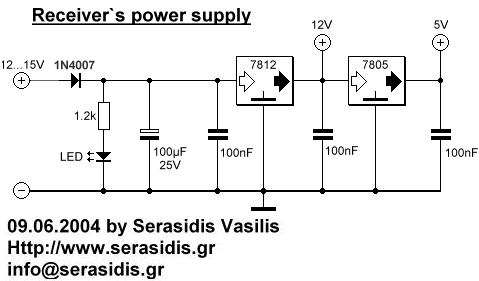 Receiver`s power supply
12V
5V
12...15V
1N4007
7812
7805
1.2k
LED
100µF
25V
100nF
100nF
100nF
09.06.2004 by Serasidis Vasilis
Http://www.serasidis.gr
info@serasidis.gr